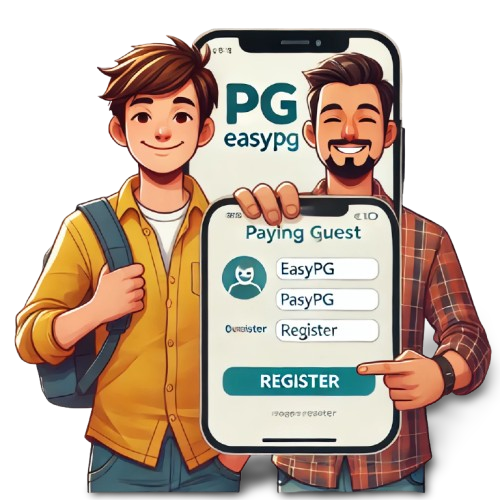 PG
easypg
Paying Guest
EasyPG
PasyPG
Register
REGISTER